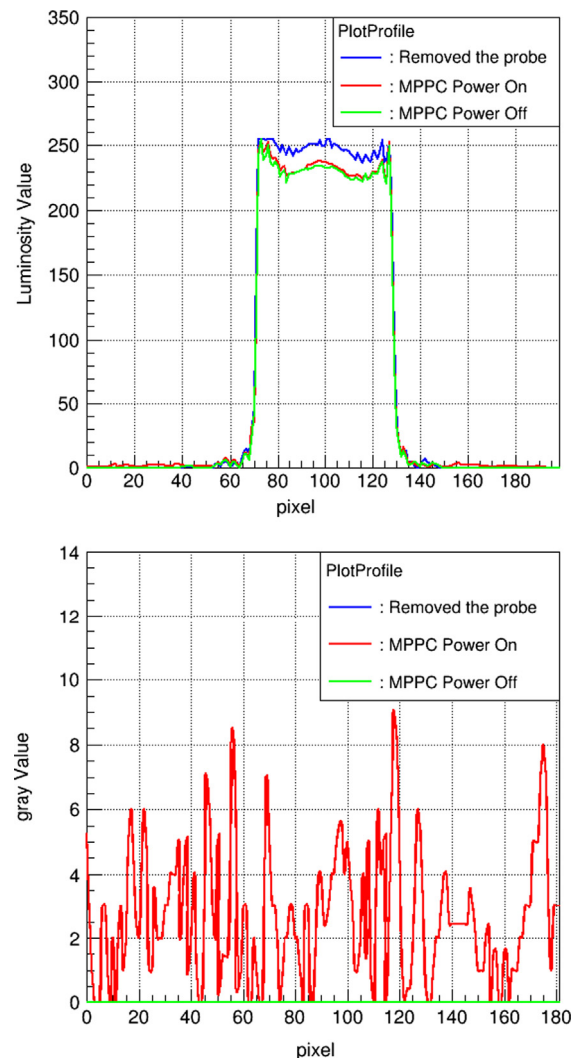 350
300
250
200
150
100
50
0
Luminosity Value
PlotProfile
: Removed the probe
: MPPC Power On
: MPPC Power Off
0 20 40 60 80 100 120 140 160 180
pixel
14
12
10
8
6
4
2
0
gray Value
PlotProfile
: Removed the probe
: MPPC Power On
: MPPC Power Off
0 20 40 60 80 100 120 140 160 180
pixel